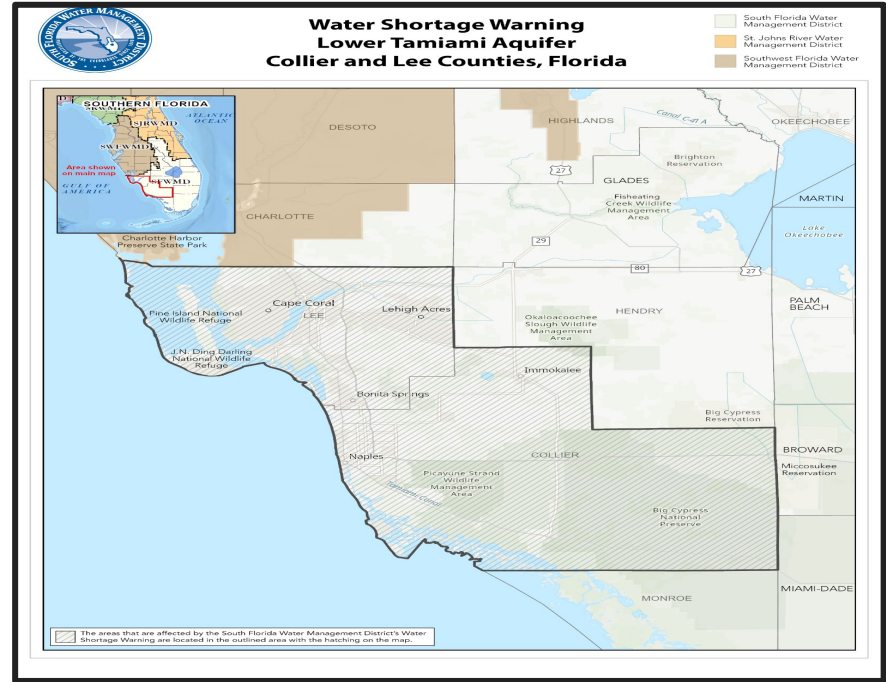 SOUTH FLORIDA WATER MANAGEMENT DISTRICT
Water Shortage Warning
Lower Tamiami Aquifer
Collier and Lee Counties, Florida
South Florida Water
Management District
St. Johns River Water
Management District
Southwest Florida Water
Management District
SOUTHERN FLORIDA
ATLANTIC
OCEAN
SJRWMD
SWFWMD
Area shown
on main map
SFWMD
GULF OF
AMERICA
DESOTO
HIGHLANDS
Canal C-41 A
OKEECHOBEE
Brighton
Reservation
27
GLADES
Fisheating
Creek Wildlife
Management
Area
MARTIN
CHARLOTTE
Lake
Okeechobee
Charlotte Harbor
Preserve State Park
29
80
27
Cape Coral
LEE
Lehigh Acres
Pine Island National
Wildlife Refuge
PALM
BEACH
HENDRY
Okaloacoochee
Slough Wildlife
Management
Area
J.N. Ding Darling
National Wildlife
Refuge
Immokalee
Bonita Springs
Big Cypress
Reservation
Naples
COLLIER
BROWARD
Miccosukee
Reservation
Picayune Strand
Wildlife
Management
Area
Tamiami Canal
Big Cypress
National
Preserve
MONROE
MIAMI-DADE
The areas that are affected by the South Florida Water Management District's Water
Shortage Warning are located in the outlined area with the hatching on the map.